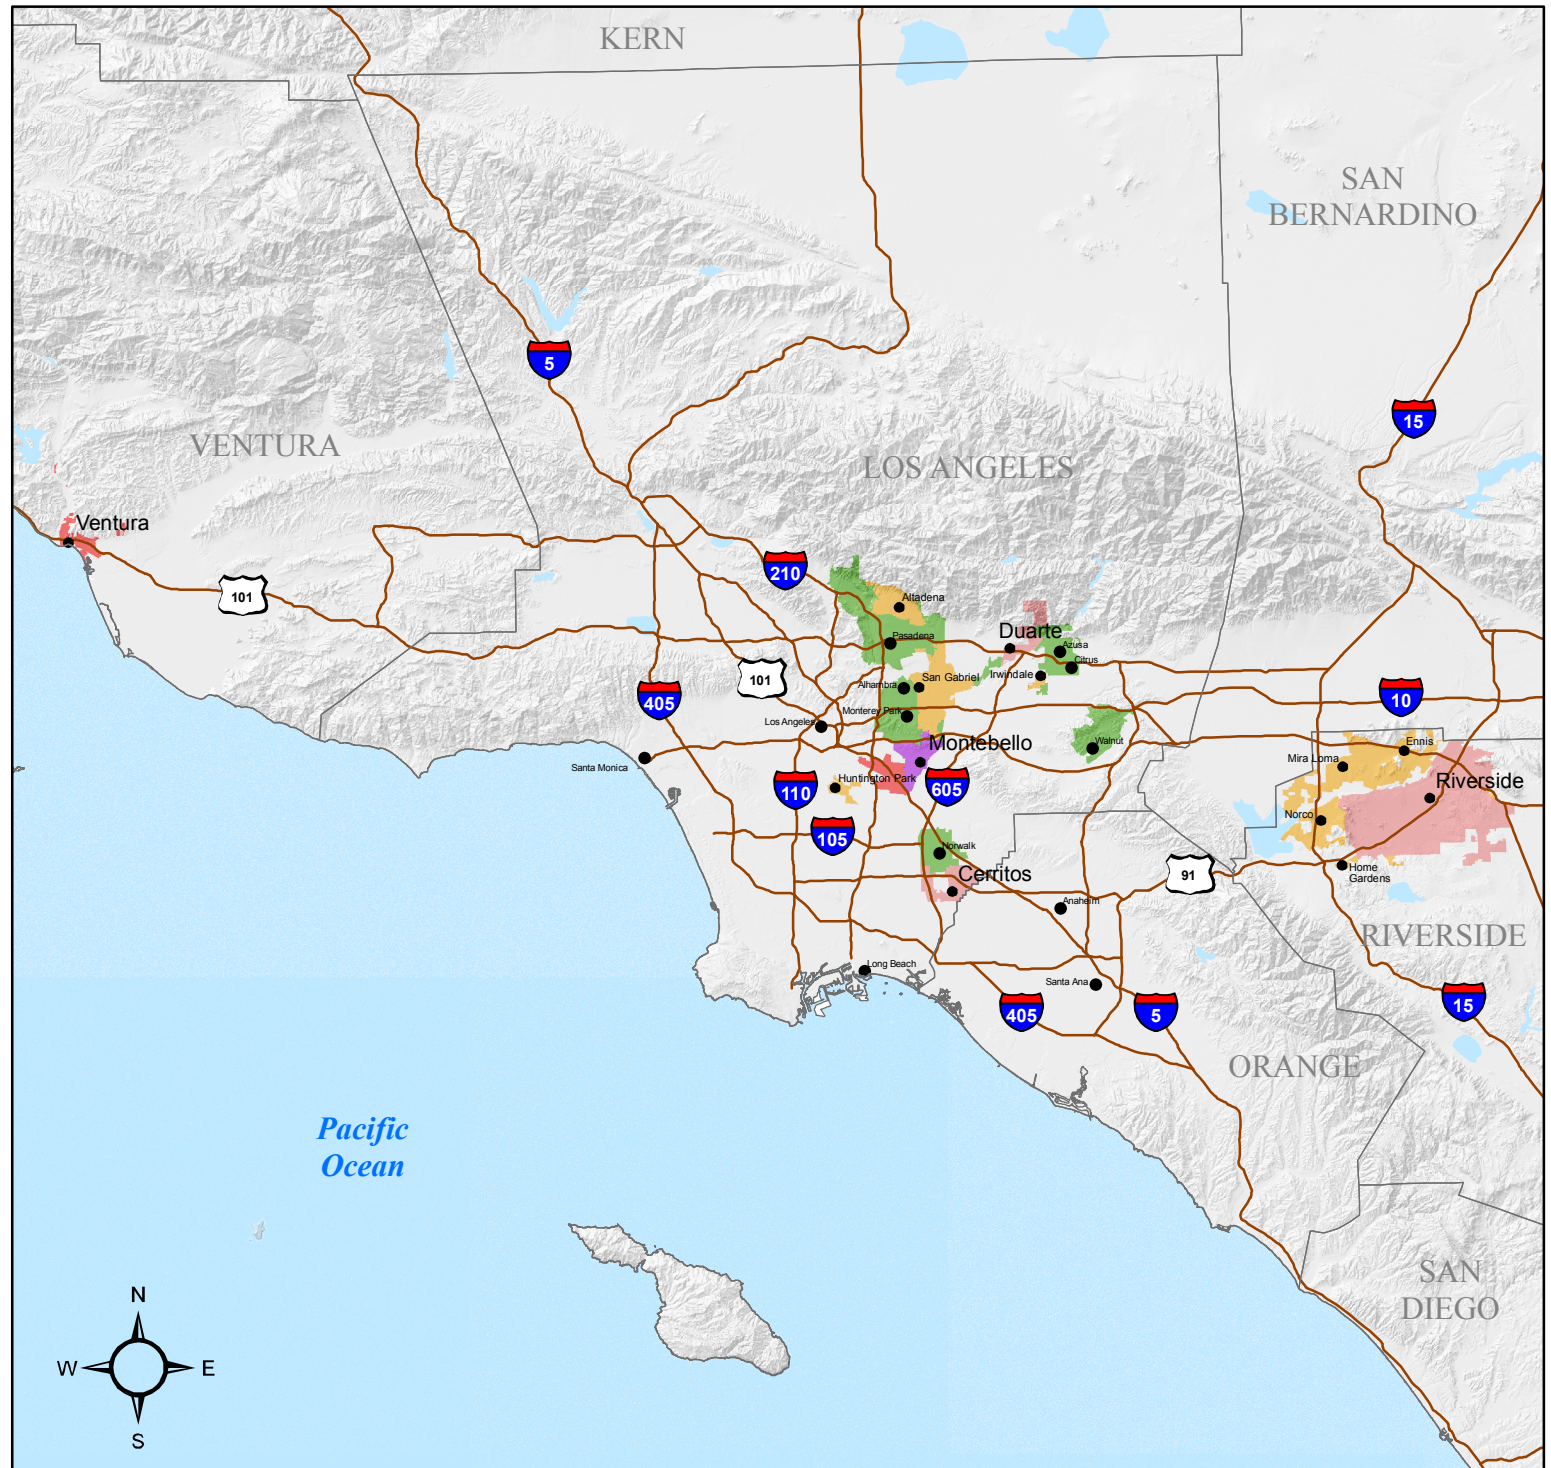 KERN
SAN
BERNARDINO
5
15
VENTURA
LOS ANGELES
Ventura
210
101
Altadena
Duarte
Pasadena
Azusa
Citrus
101
Irwindale
San Gabriel
Alhambra
405
10
Monterey Park
Los Angeles
Montebello
Walnut
Ennis
Mira Loma
Santa Monica
Huntington Park
Riverside
110
605
Norco
105
Norwalk
Cerritos
91
Home
Gardens
Anaheim
RIVERSIDE
Long Beach
Santa Ana
15
405
5
ORANGE
Pacific
Ocean
SAN
DIEGO
N
W
E
S